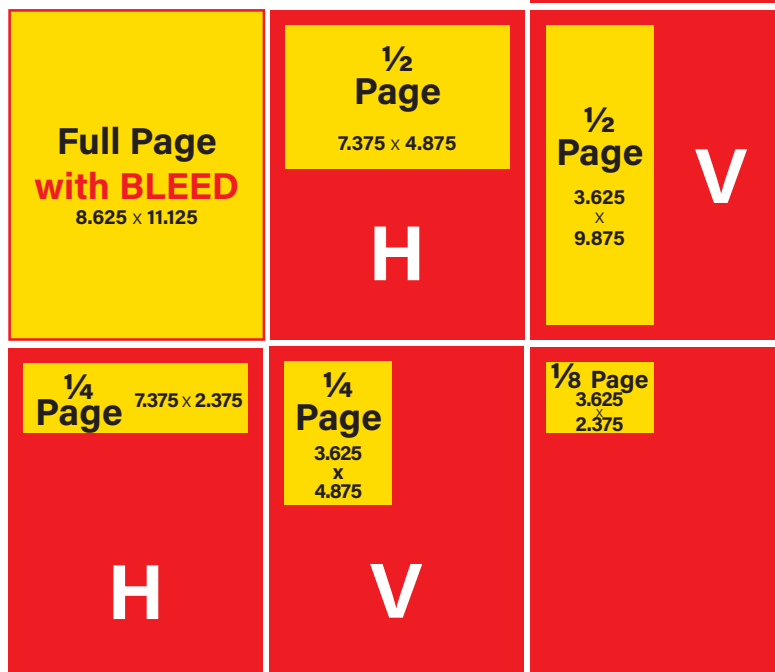 Full Page
with BLEED
8.625 x 11.125
½
Page
7.375 x 4.875
H
½
Page
3.625
x
9.875
V
¼
Page
7.375 x 2.375
H
¼
Page
3.625
x
4.875
V
⅛ Page
3.625
x
2.375